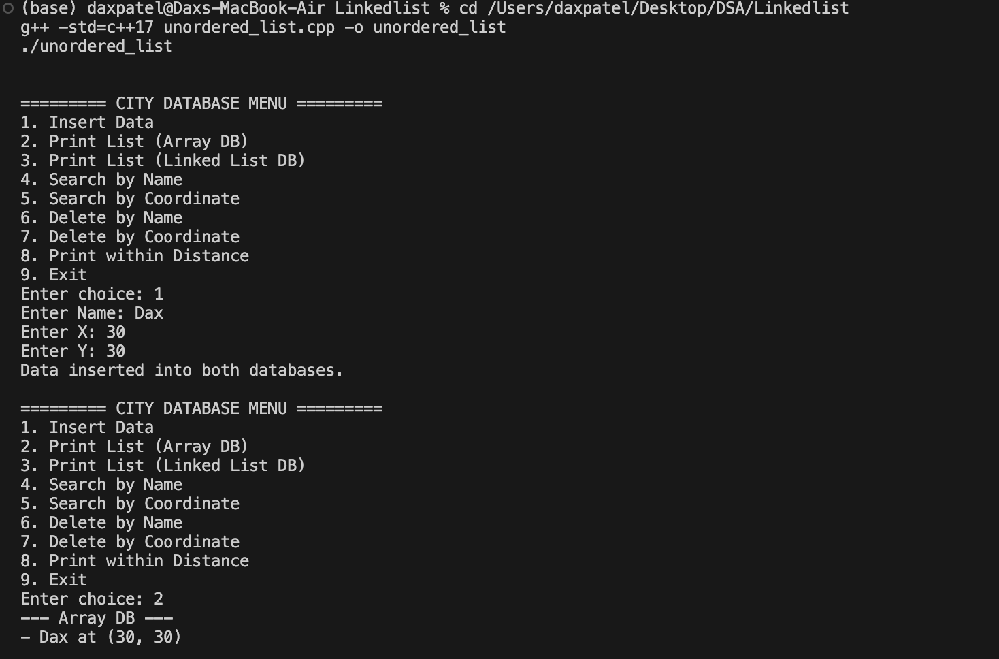 (base) daxpatel@Daxs-MacBook-Air Linkedlist % cd /Users/daxpatel/Desktop/DSA/Linkedlist
g++ -std=c++17 unordered_list.cpp -o unordered_list
./unordered_list
========= CITY DATABASE MENU =========
1. Insert Data
2. Print List (Array DB)
3. Print List (Linked List DB)
4. Search by Name
5. Search by Coordinate
6. Delete by Name
7. Delete by Coordinate
8. Print within Distance
9. Exit
Enter choice: 1
Enter Name: Dax
Enter X: 30
Enter Y: 30
Data inserted into both databases.
========= CITY DATABASE MENU =========
1. Insert Data
2. Print List (Array DB)
3. Print List (Linked List DB)
4. Search by Name
5. Search by Coordinate
6. Delete by Name
7. Delete by Coordinate
8. Print within Distance
9. Exit
Enter choice: 2
--- Array DB ---
- Dax at (30, 30)